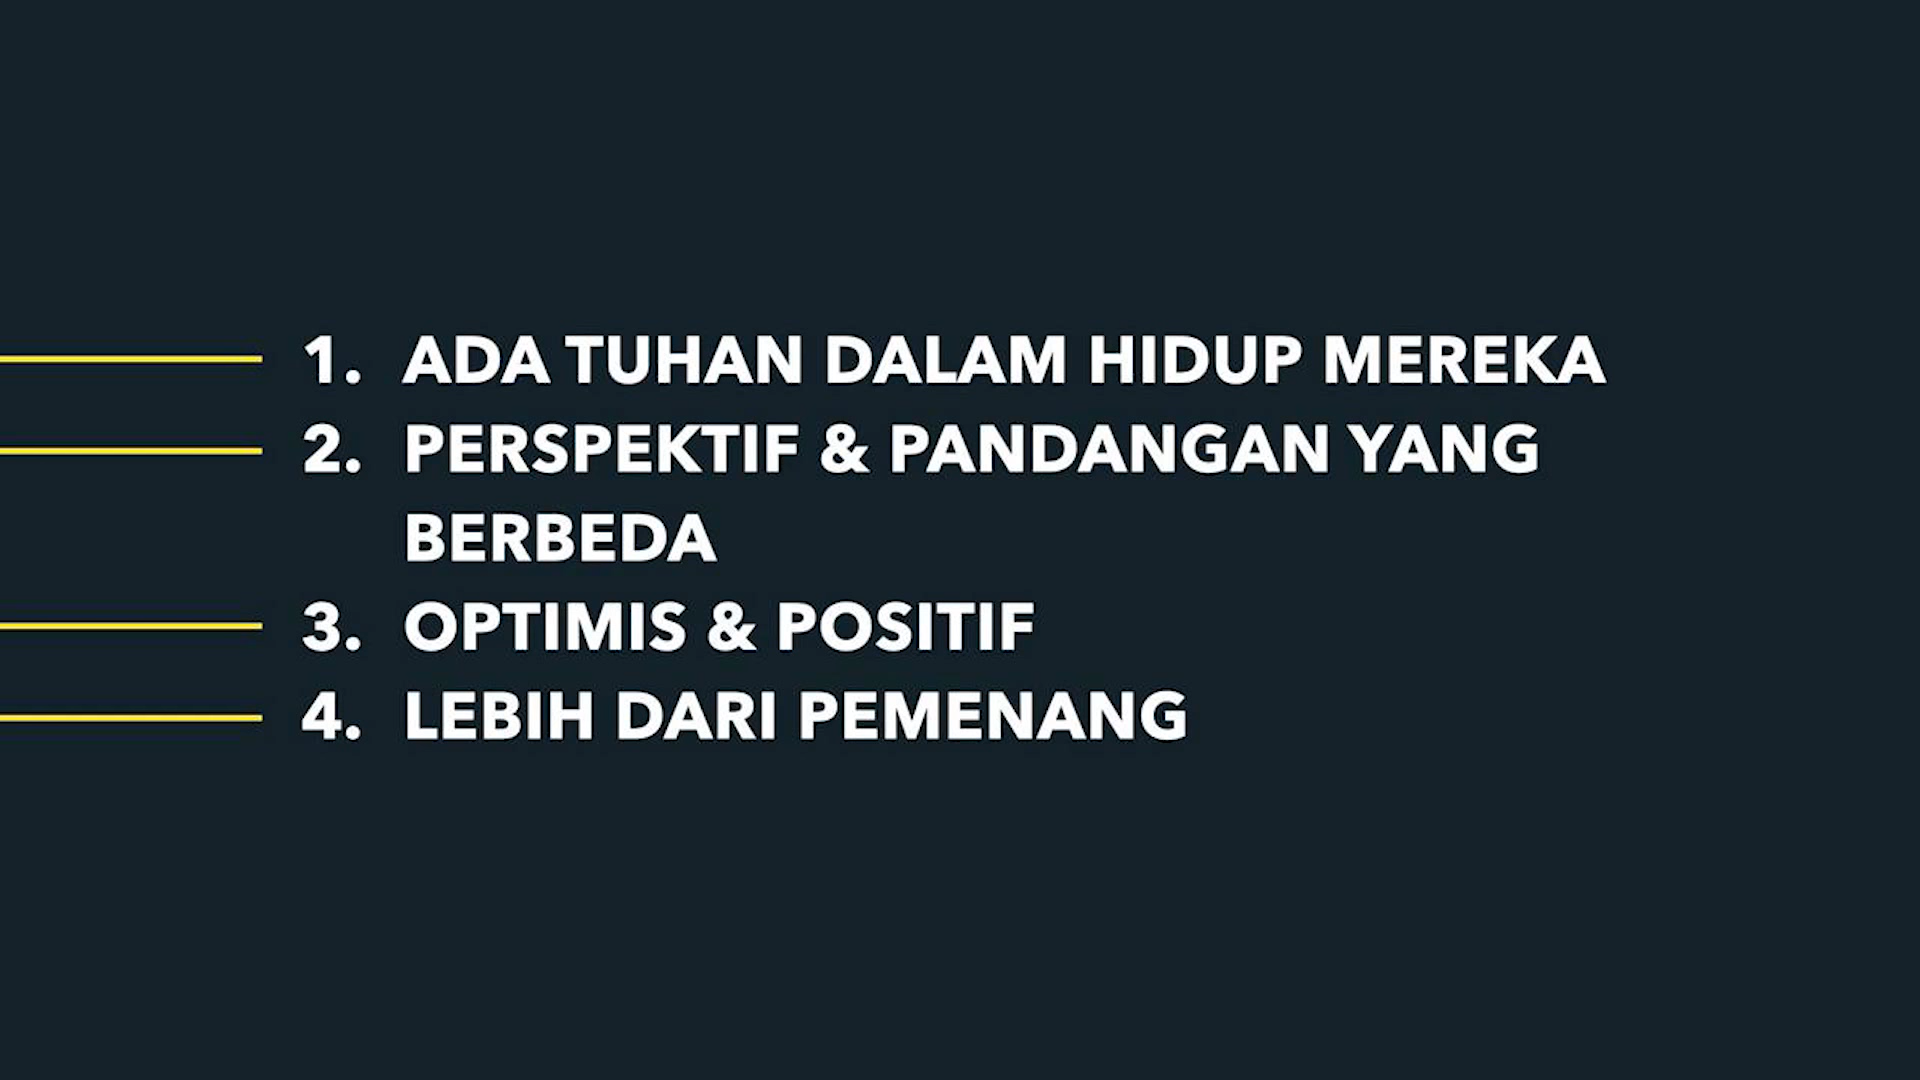 1. ADA TUHAN DALAM HIDUP MEREKA
2. PERSPEKTIF & PANDANGAN YANG
BERBEDA
3. OPTIMIS & POSITIF
4. LEBIH DARI PEMENANG